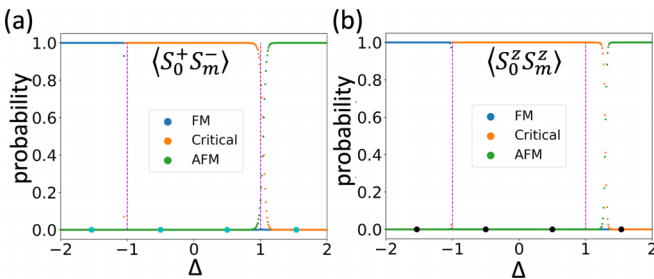 (a)
⟨S₀⁺S⁻ₘ⟩
FM
Critical
AFM
probability
1.0
0.8
0.6
0.4
0.2
0.0
−2 −1 0 1 2
Δ
(b)
⟨S₀ᶻSᶻₘ⟩
FM
Critical
AFM
probability
1.0
0.8
0.6
0.4
0.2
0.0
−2 −1 0 1 2
Δ